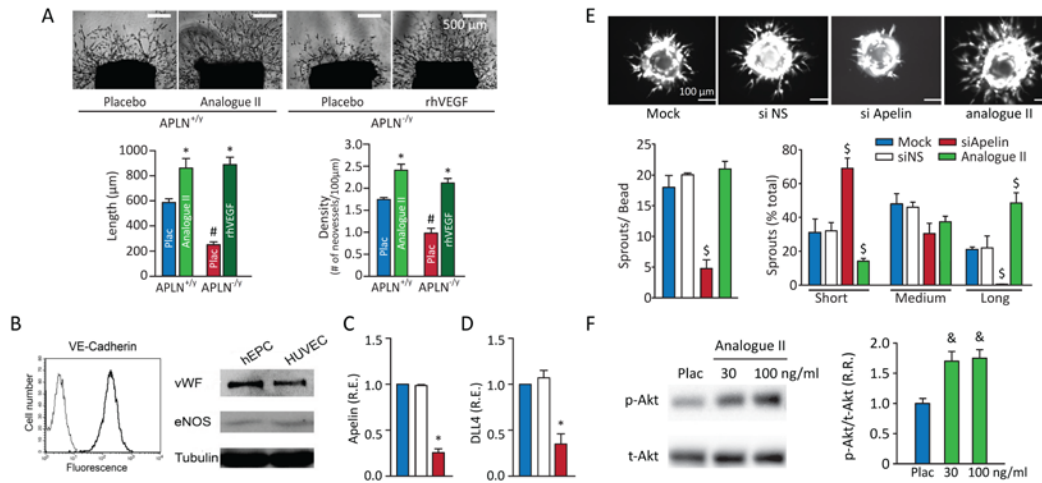 A
500 µm
Placebo Analogue II Placebo rhVEGF
APLN+/y APLN-/y
Length (µm)
1000
800
600
400
200
0
Plac
Analogue II
Plac
rhVEGF
*
#
*
APLN+/y APLN-/y
Density
(# of neovessels/100µm)
3.0
2.5
2.0
1.5
1.0
0.5
0.0
Plac
Analogue II
Plac
rhVEGF
*
#
*
APLN+/y APLN-/y
B
VE-Cadherin
Cell number
Fluorescence
hEPC HUVEC
vWF
eNOS
Tubulin
C
Apelin (R.E.)
1.5
1.0
0.5
0.0
*
D
DLL4 (R.E.)
1.5
1.0
0.5
0.0
*
E
100 µm
Mock si NS si Apelin analogue II
Sprouts/ Bead
25
20
15
10
5
0
$
Mock siApelin
siNS Analogue II
Sprouts (% total)
80
60
40
20
0
$
$
$
$
Short Medium Long
F
Analogue II
Plac 30 100 ng/ml
p-Akt
t-Akt
p-Akt/t-Akt (R.R.)
2.0
1.5
1.0
0.5
0.0
& &
Plac 30 100 ng/ml